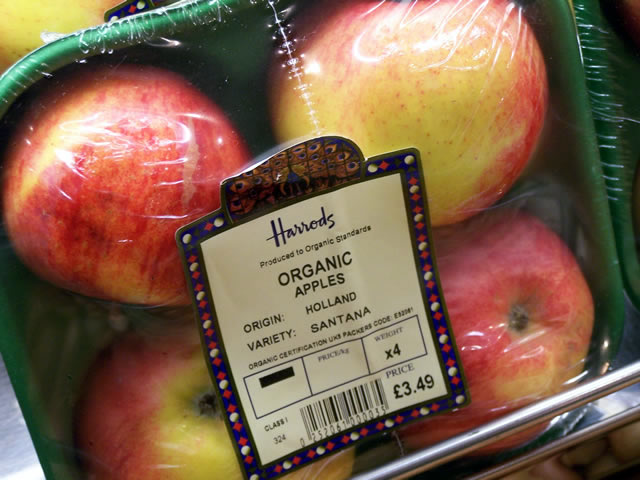 Harrods
Produced to Organic Standards
ORGANIC
APPLES
ORIGIN: HOLLAND
VARIETY: SANTANA
ORGANIC CERTIFICATION UK5 PACKERS CODE:
PRICE/kg
WEIGHT
x4
PRICE
£3.49
CLASS I
324